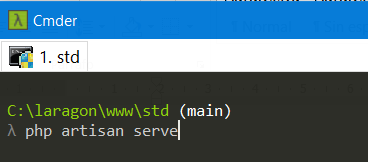 λ Cmder
1. std
C:\laragon\www\std (main)
λ php artisan serve